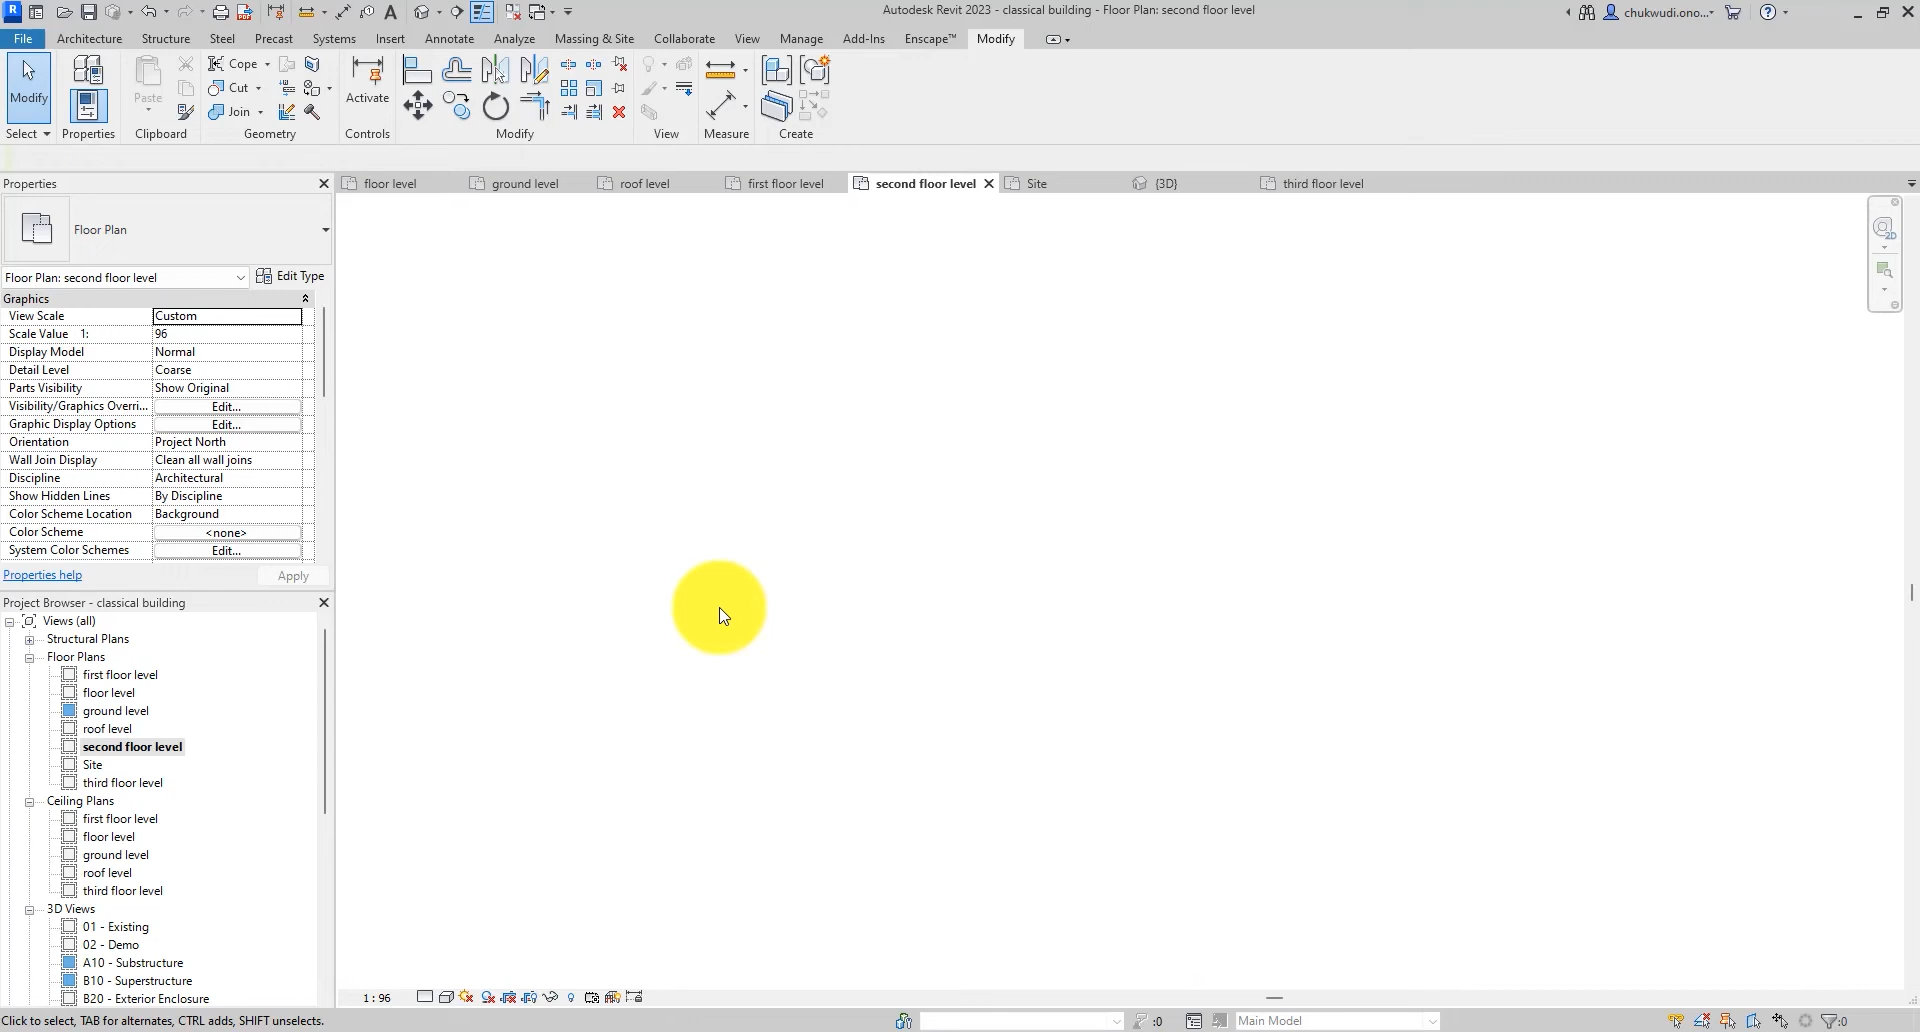 Autodesk Revit 2023 - classical building - Floor Plan: second floor level
chukwudi.ono...
File Architecture Structure Steel Precast Systems Insert Annotate Analyze Massing & Site Collaborate View Manage Add-Ins Enscape™ Modify
Modify
Paste
Cope
Cut
Join
Activate
Select Properties Clipboard Geometry Controls Modify View Measure Create
Properties
floor level ground level roof level first floor level second floor level Site {3D} third floor level
Floor Plan
Floor Plan: second floor level Edit Type
Graphics
View Scale Custom
Scale Value 1: 96
Display Model Normal
Detail Level Coarse
Parts Visibility Show Original
Visibility/Graphics Overri... Edit...
Graphic Display Options Edit...
Orientation Project North
Wall Join Display Clean all wall joins
Discipline Architectural
Show Hidden Lines By Discipline
Color Scheme Location Background
Color Scheme <none>
System Color Schemes Edit...
Properties help Apply
Project Browser - classical building
Views (all)
Structural Plans
Floor Plans
first floor level
floor level
ground level
roof level
second floor level
Site
third floor level
Ceiling Plans
first floor level
floor level
ground level
roof level
third floor level
3D Views
01 - Existing
02 - Demo
A10 - Substructure
B10 - Superstructure
B20 - Exterior Enclosure
1 : 96
Click to select, TAB for alternates, CTRL adds, SHIFT unselects.
:0
Main Model
:0
2D